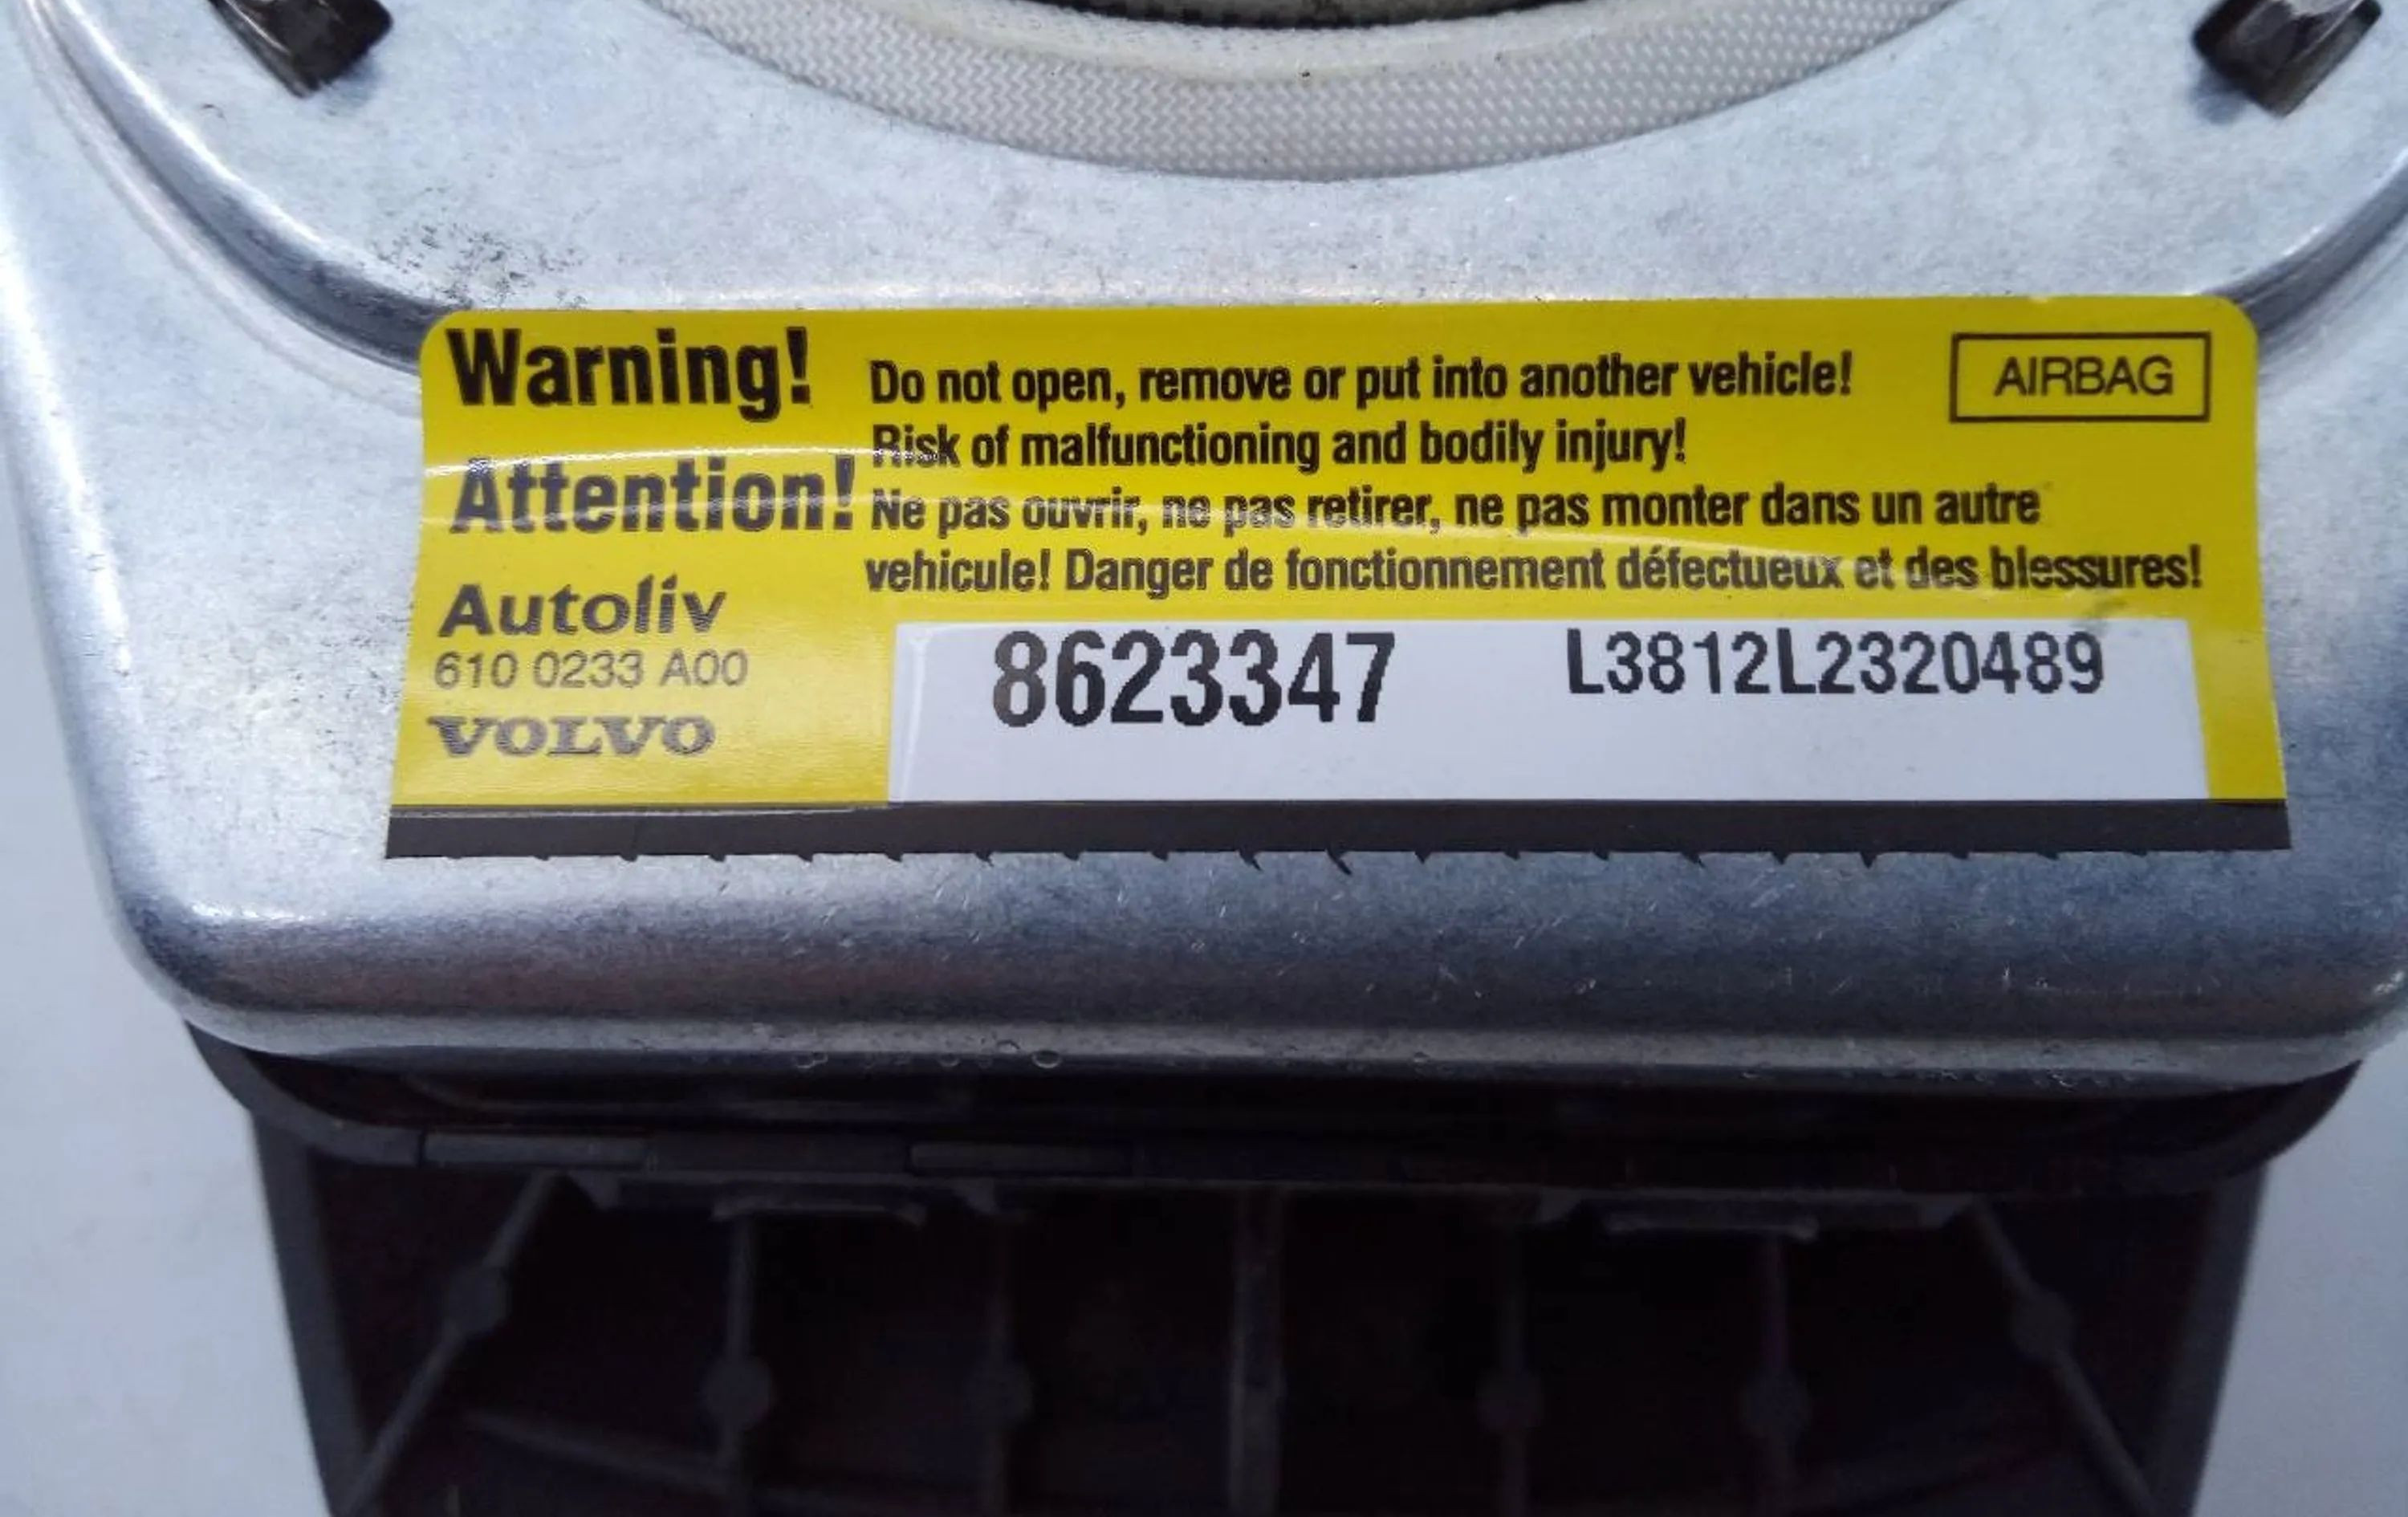 Warning!
Do not open, remove or put into another vehicle!
AIRBAG
Risk of malfunctioning and bodily injury!
Attention!
Ne pas ouvrir, ne pas retirer, ne pas monter dans un autre
vehicule! Danger de fonctionnement défectueux et des blessures!
Autoliv
610 0233 A00
VOLVO
8623347
L3812L2320489